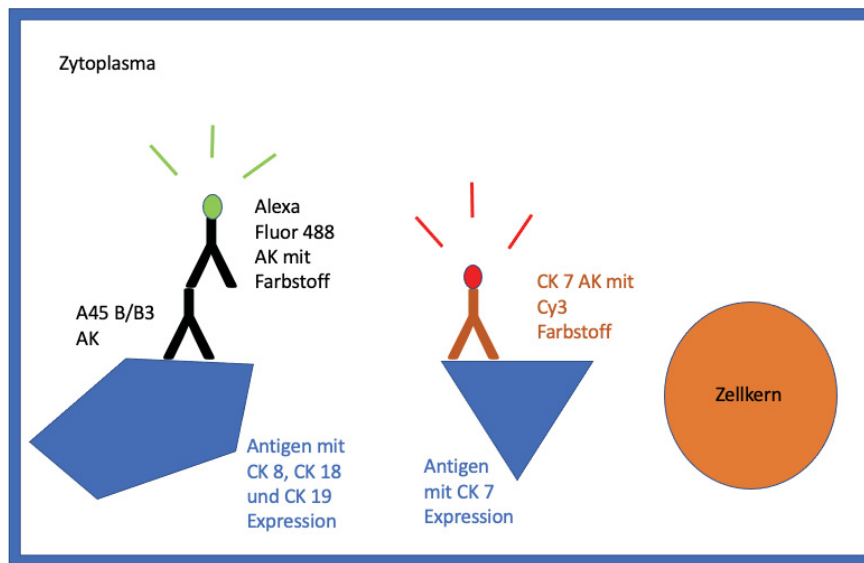 Zytoplasma
Alexa
Fluor 488
AK mit
Farbstoff
A45 B/B3
AK
CK 7 AK mit
Cy3
Farbstoff
Zellkern
Antigen mit
CK 8, CK 18
und CK 19
Expression
Antigen
mit CK 7
Expression